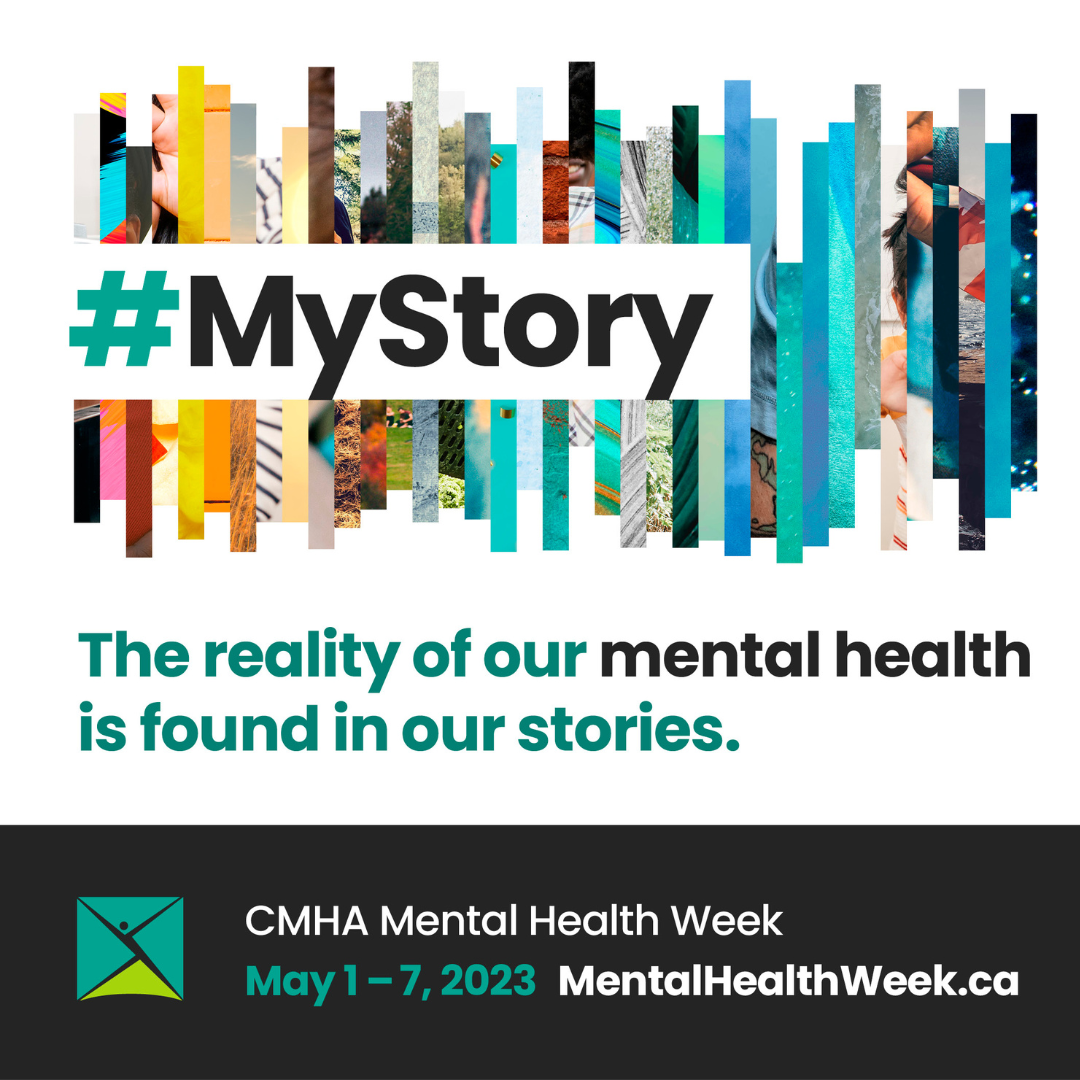 #MyStory
The reality of our mental health
is found in our stories.
CMHA Mental Health Week
May 1 – 7, 2023 MentalHealthWeek.ca